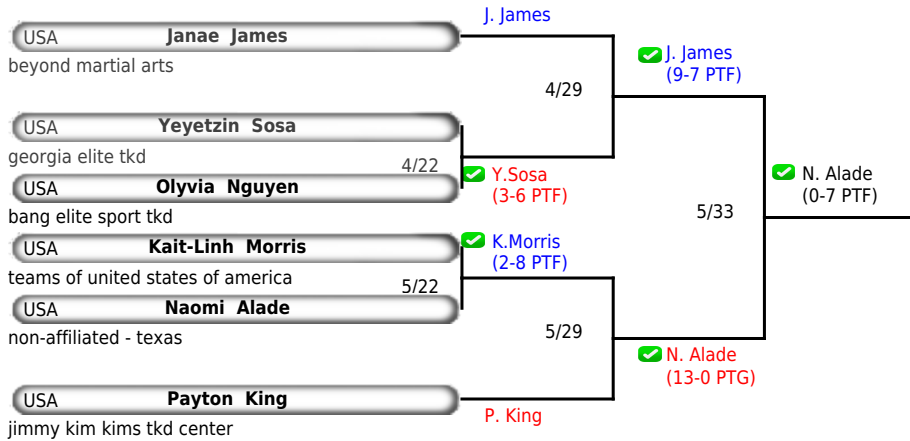 J. James
USA Janae James
beyond martial arts
4/29
J. James
(9-7 PTF)
USA Yeyetzin Sosa
georgia elite tkd
4/22
Y.Sosa
(3-6 PTF)
USA Olyvia Nguyen
bang elite sport tkd
N. Alade
(0-7 PTF)
5/33
USA Kait-Linh Morris
teams of united states of america
K.Morris
(2-8 PTF)
5/22
USA Naomi Alade
non-affiliated - texas
5/29
N. Alade
(13-0 PTG)
USA Payton King
jimmy kim kims tkd center
P. King